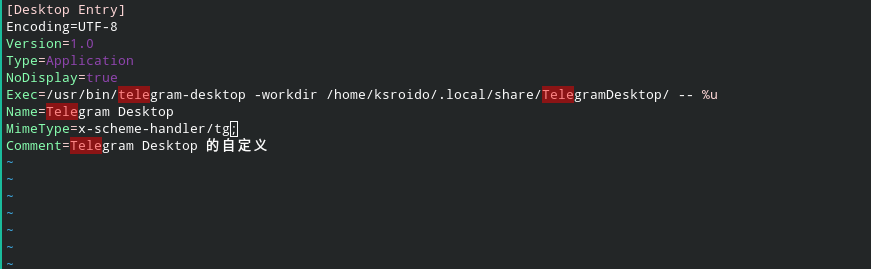 [Desktop Entry]
Encoding=UTF-8
Version=1.0
Type=Application
NoDisplay=true
Exec=/usr/bin/telegram-desktop -workdir /home/ksroido/.local/share/TelegramDesktop/ -- %u
Name=Telegram Desktop
MimeType=x-scheme-handler/tg;
Comment=Telegram Desktop 的自定义
~
~
~
~
~
~
~